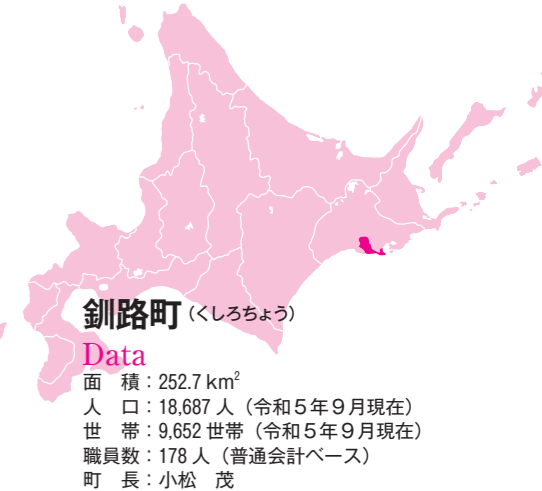 釧路町（くしろちょう）
Data
面　積：252.7 km²
人　口：18,687 人（令和５年９月現在）
世　帯：9,652 世帯（令和５年９月現在）
職員数：178 人（普通会計ベース）
町　長：小松　茂